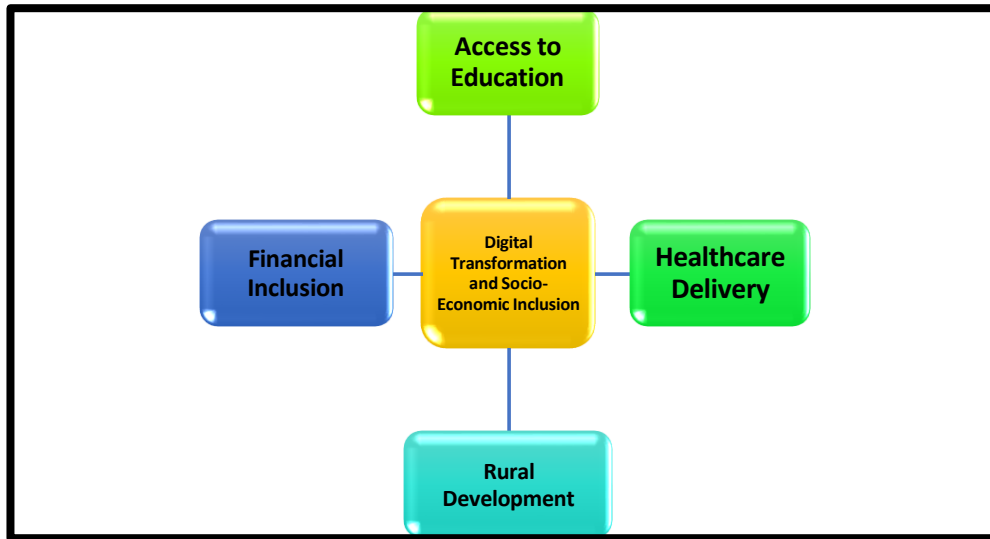 Access to
Education
Financial
Inclusion
Digital
Transformation
and Socio-
Economic Inclusion
Healthcare
Delivery
Rural
Development